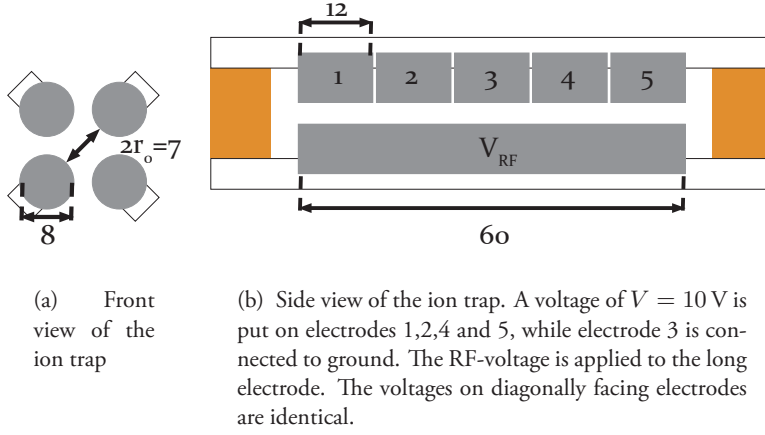 12
1 2 3 4 5
2r₀=7
V_RF
8
60
(a) Front
view of the
ion trap
(b) Side view of the ion trap. A voltage of V = 10 V is
put on electrodes 1,2,4 and 5, while electrode 3 is con-
nected to ground. The RF-voltage is applied to the long
electrode. The voltages on diagonally facing electrodes
are identical.